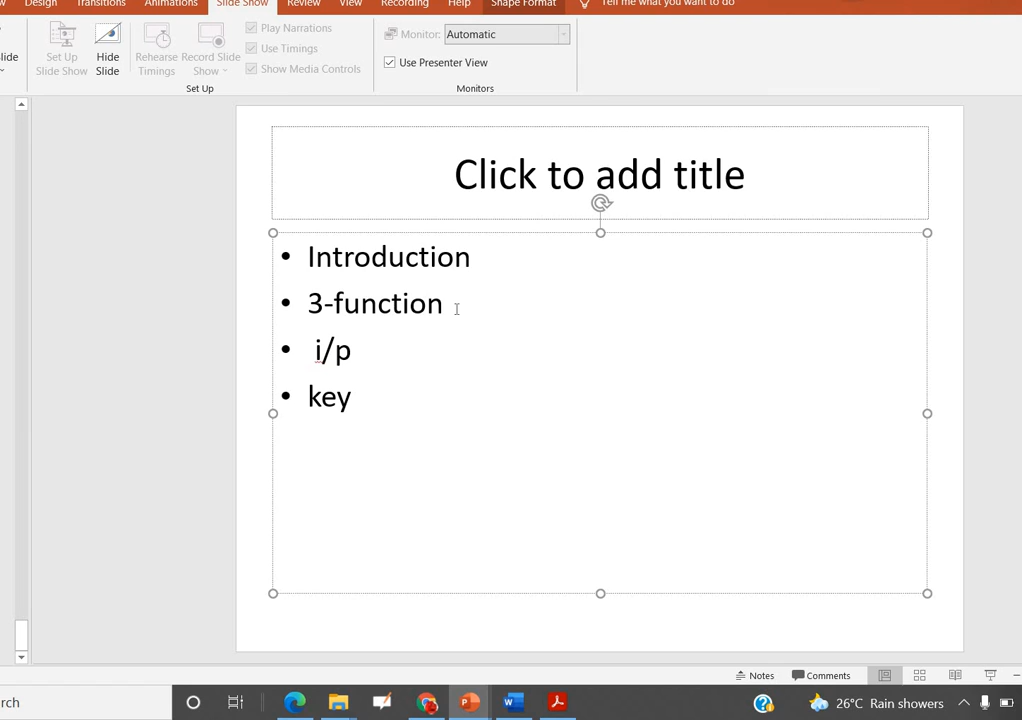 Design Transitions Animations Slide Show Review View Recording Help Shape Format Tell me what you want to do
Set Up Slide Show
Hide Slide
Rehearse Timings
Record Slide Show
Play Narrations
Use Timings
Show Media Controls
Set Up
Monitor: Automatic
Use Presenter View
Monitors
Click to add title
• Introduction
• 3-function
• i/p
• key
Notes Comments
26°C Rain showers